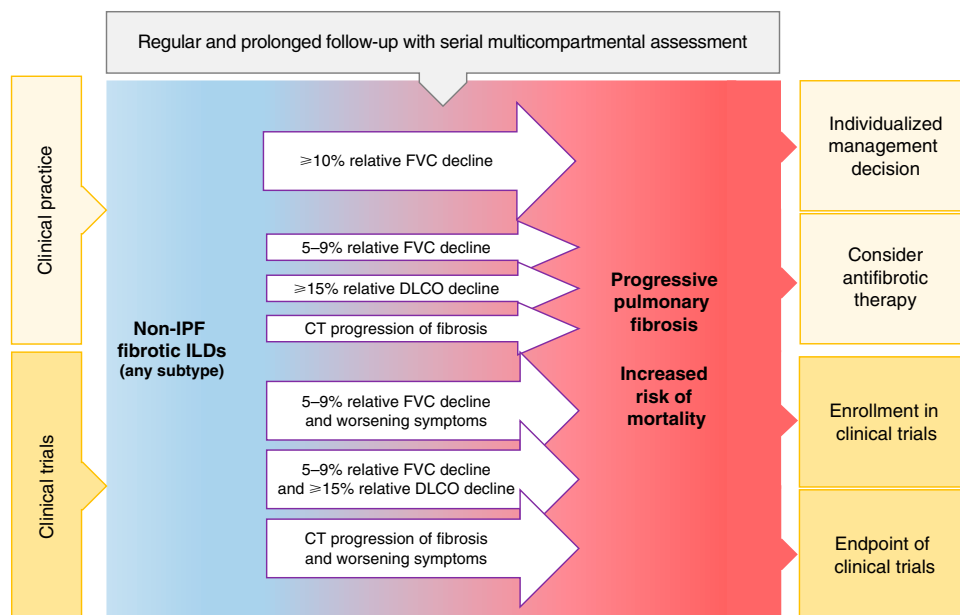 Regular and prolonged follow-up with serial multicompartmental assessment
Clinical practice
Clinical trials
Non-IPF
fibrotic ILDs
(any subtype)
⩾10% relative FVC decline
5–9% relative FVC decline
⩾15% relative DLCO decline
CT progression of fibrosis
5–9% relative FVC decline
and worsening symptoms
5–9% relative FVC decline
and ⩾15% relative DLCO decline
CT progression of fibrosis
and worsening symptoms
Progressive
pulmonary
fibrosis
Increased
risk of
mortality
Individualized
management
decision
Consider
antifibrotic
therapy
Enrollment in
clinical trials
Endpoint of
clinical trials